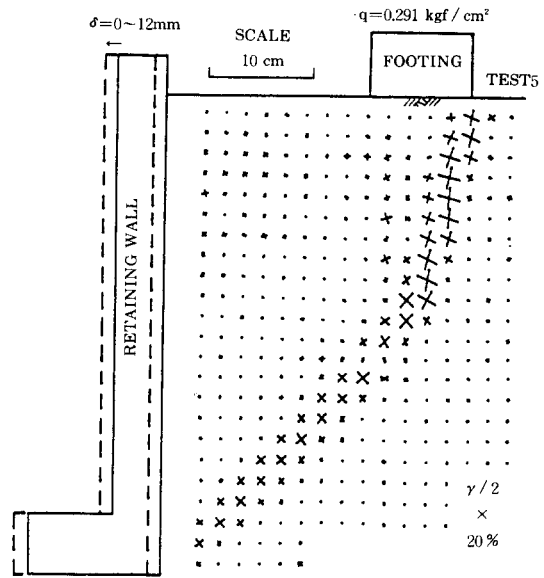 δ=0~12mm
q=0.291 kgf/cm²
SCALE
10 cm
FOOTING
TEST5
RETAINING WALL
γ/2
×
20%